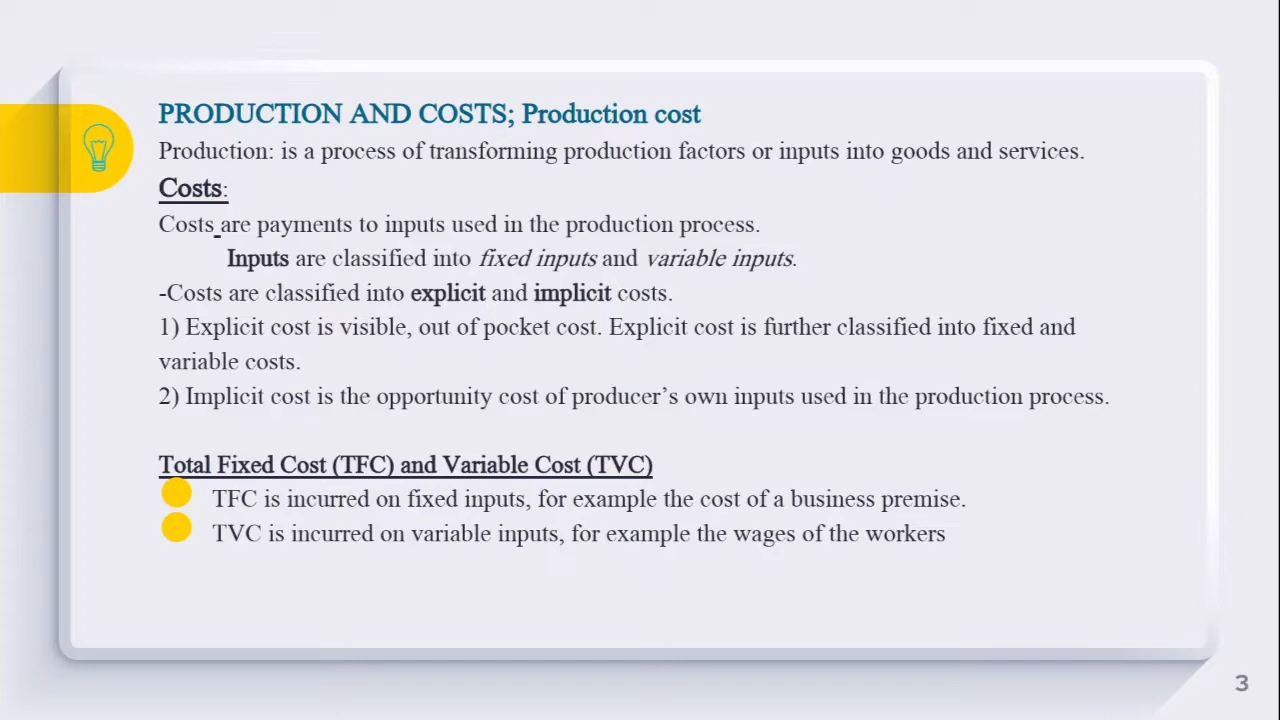 PRODUCTION AND COSTS; Production cost
Production: is a process of transforming production factors or inputs into goods and services.
Costs:
Costs are payments to inputs used in the production process.
Inputs are classified into fixed inputs and variable inputs.
-Costs are classified into explicit and implicit costs.
1) Explicit cost is visible, out of pocket cost. Explicit cost is further classified into fixed and
variable costs.
2) Implicit cost is the opportunity cost of producer’s own inputs used in the production process.
Total Fixed Cost (TFC) and Variable Cost (TVC)
TFC is incurred on fixed inputs, for example the cost of a business premise.
TVC is incurred on variable inputs, for example the wages of the workers
3